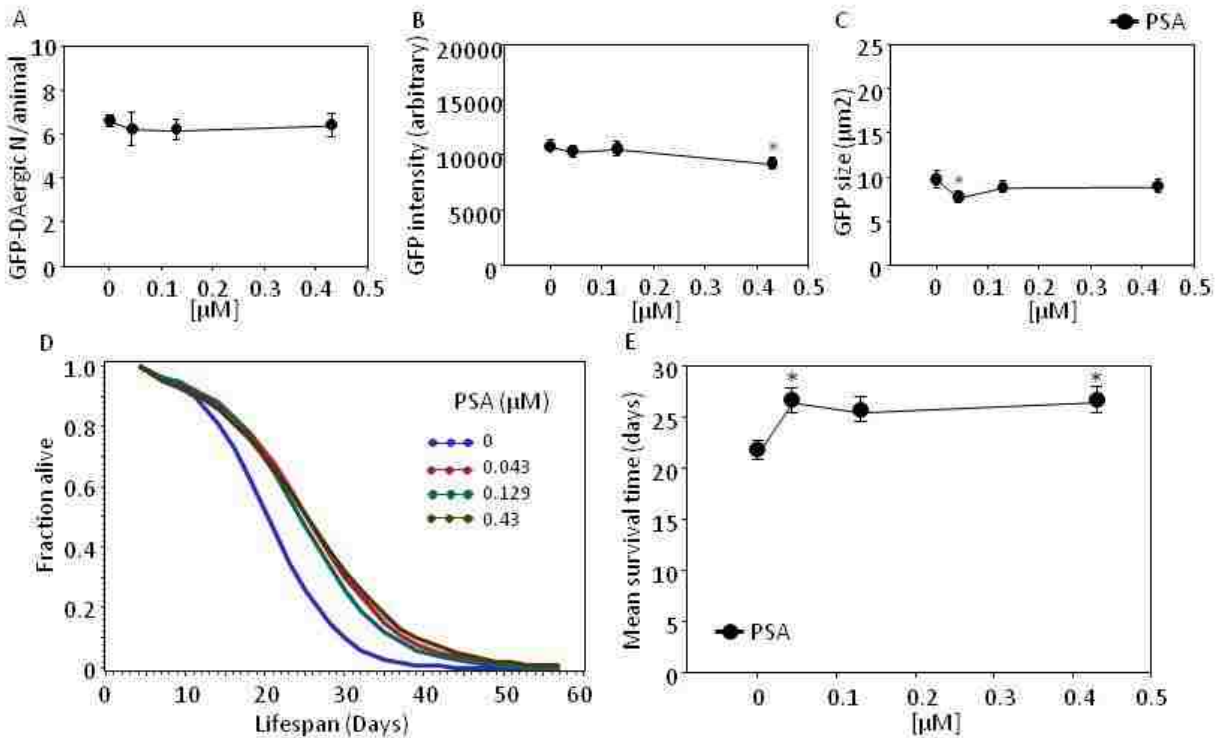 A
GFP-DAergic N/animal
10
8
6
4
2
0
0 0.1 0.2 0.3 0.4 0.5
[µM]
B
GFP intensity (arbitrary)
20000
15000
10000
5000
0
*
0 0.1 0.2 0.3 0.4 0.5
[µM]
C
PSA
GFP size (µm2)
25
20
15
10
5
0
*
0 0.1 0.2 0.3 0.4 0.5
[µM]
D
Fraction alive
1.0
0.8
0.6
0.4
0.2
0
PSA (µM)
0
0.043
0.129
0.43
0 10 20 30 40 50 60
Lifespan (Days)
E
Mean survival time (days)
30
25
20
15
10
5
0
* *
PSA
0 0.1 0.2 0.3 0.4 0.5
[µM]